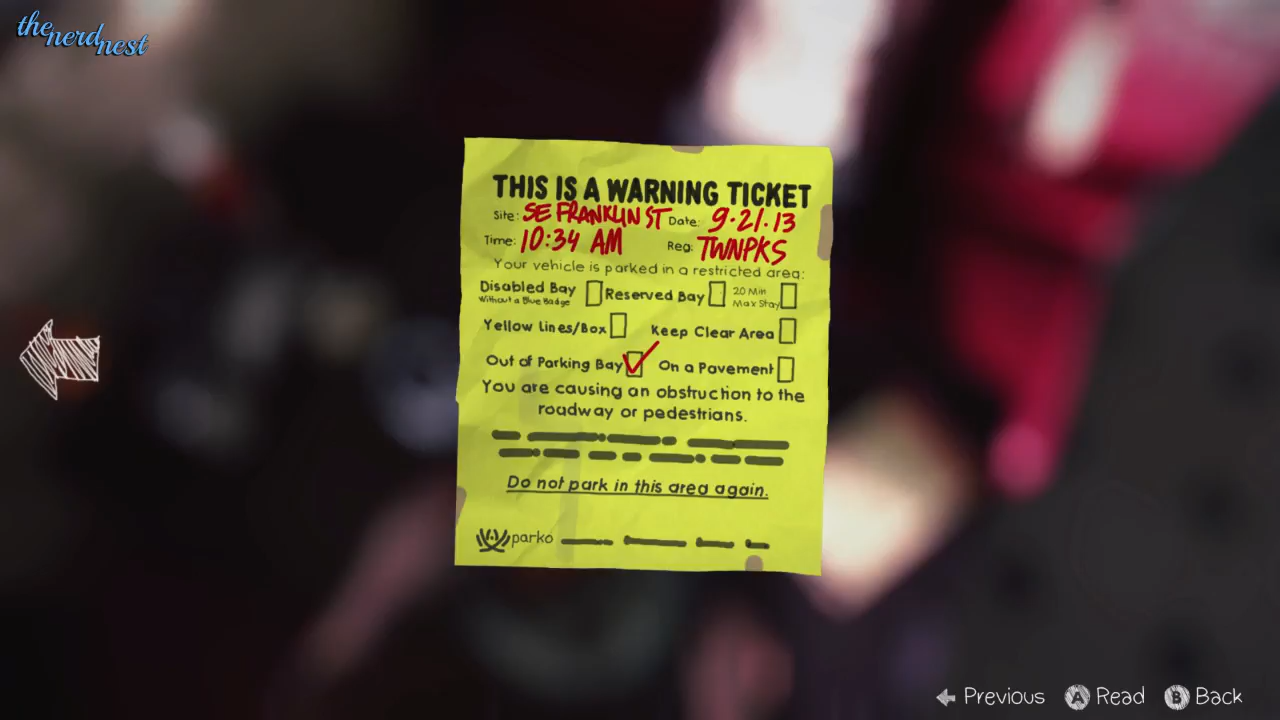 the
nerd
nest
THIS IS A WARNING TICKET
Site: SE FRANKLIN ST Date: 9·21·13
Time: 10:34 AM Reg: TWNPKS
Your vehicle is parked in a restricted area:
Disabled Bay Reserved Bay 20 Min
Without a Blue Badge Max Stay
Yellow Lines/Box Keep Clear Area
Out of Parking Bay On a Pavement
You are causing an obstruction to the
roadway or pedestrians.
Do not park in this area again.
parko
Previous A Read B Back